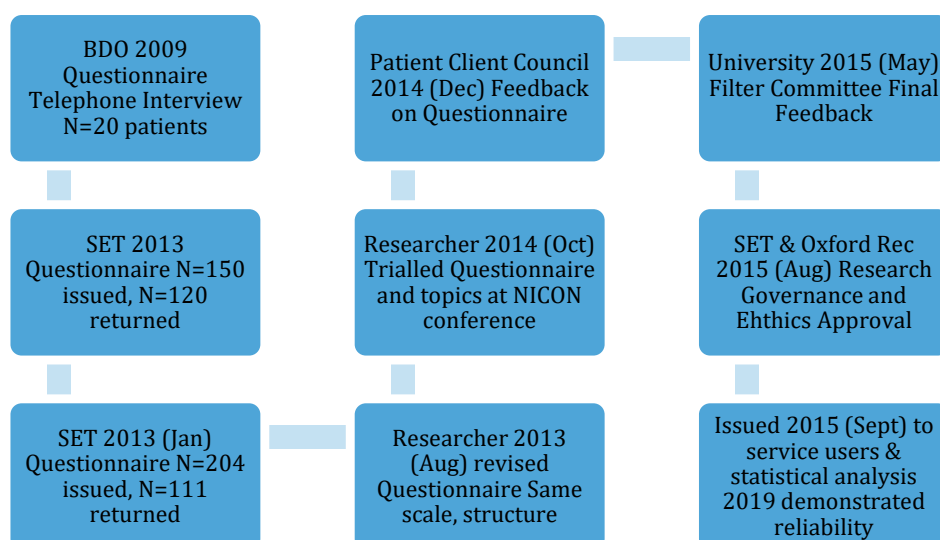 BDO 2009
Questionnaire
Telephone Interview
N=20 patients
SET 2013
Questionnaire N=150
issued, N=120
returned
SET 2013 (Jan)
Questionnaire N=204
issued, N=111
returned
Researcher 2013
(Aug) revised
Questionnaire Same
scale, structure
Researcher 2014 (Oct)
Trialled Questionnaire
and topics at NICON
conference
Patient Client Council
2014 (Dec) Feedback
on Questionnaire
University 2015 (May)
Filter Committee Final
Feedback
SET & Oxford Rec
2015 (Aug) Research
Governance and
Ehthics Approval
Issued 2015 (Sept) to
service users &
statistical analysis
2019 demonstrated
reliability